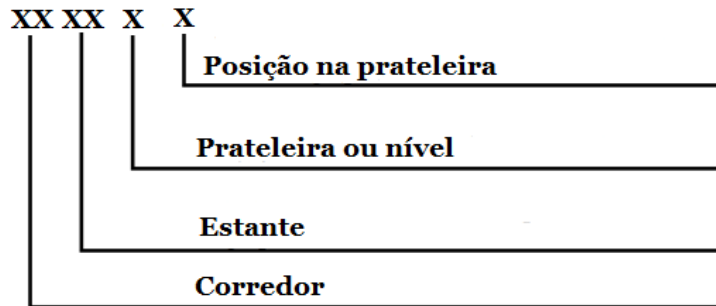 XX XX X X
Posição na prateleira
Prateleira ou nível
Estante
Corredor